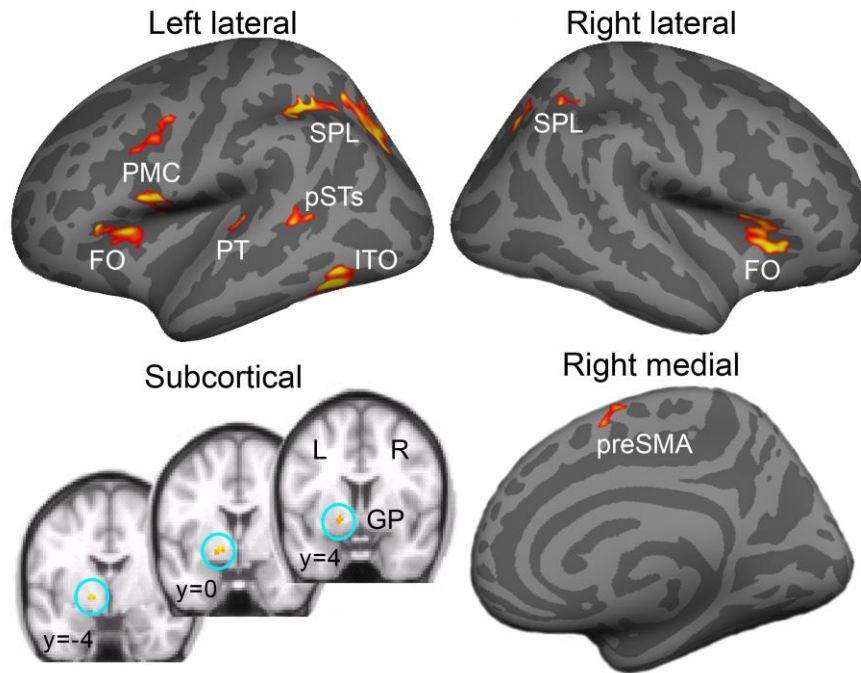 Left lateral
Right lateral
SPL
PMC
pSTs
FO
PT
ITO
SPL
FO
Subcortical
Right medial
L
R
GP
y=4
y=0
y=-4
preSMA